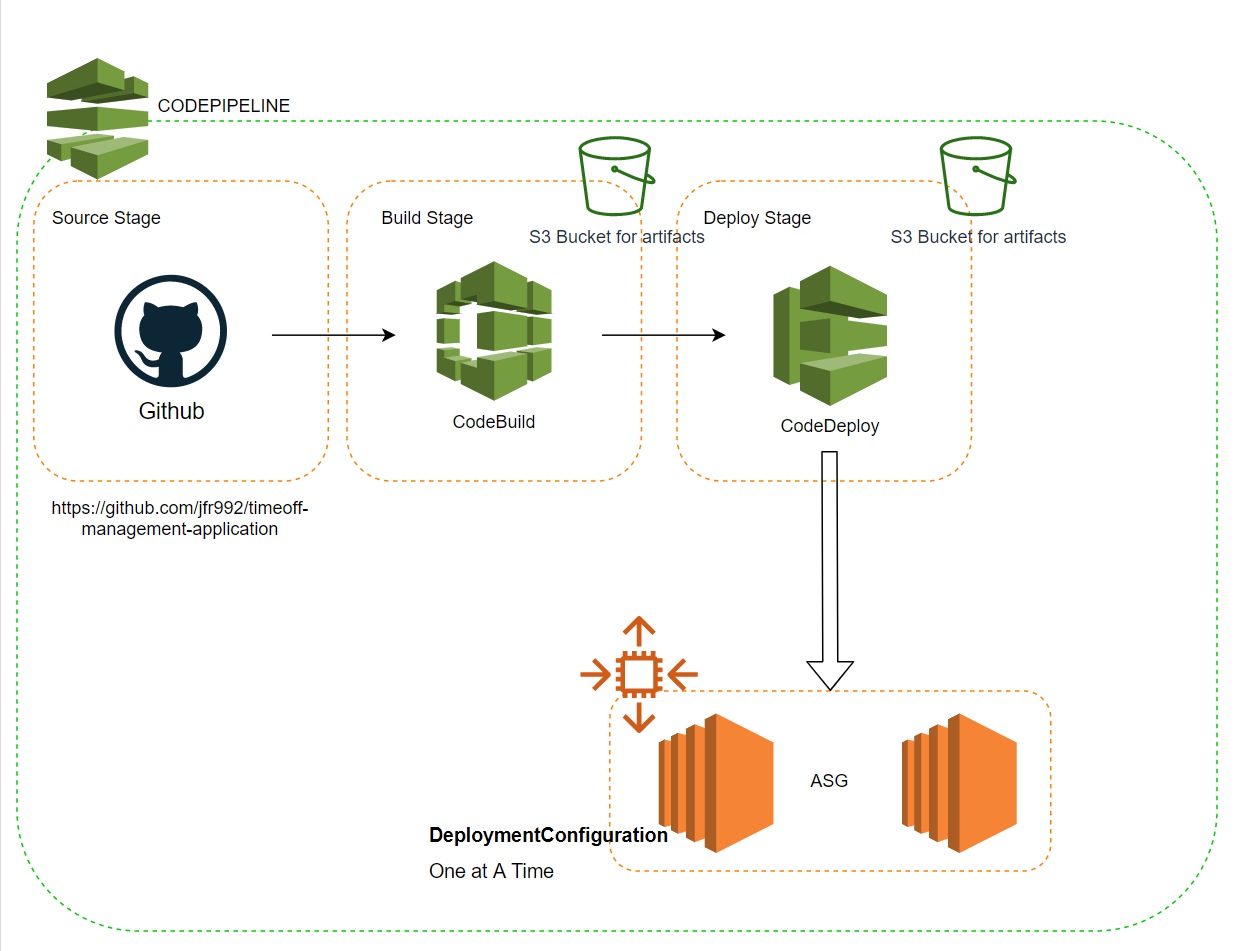 CODEPIPELINE
Source Stage
Build Stage
Deploy Stage
S3 Bucket for artifacts
S3 Bucket for artifacts
Github
CodeBuild
CodeDeploy
https://github.com/jfr992/timeoff-
management-application
ASG
DeploymentConfiguration
One at A Time